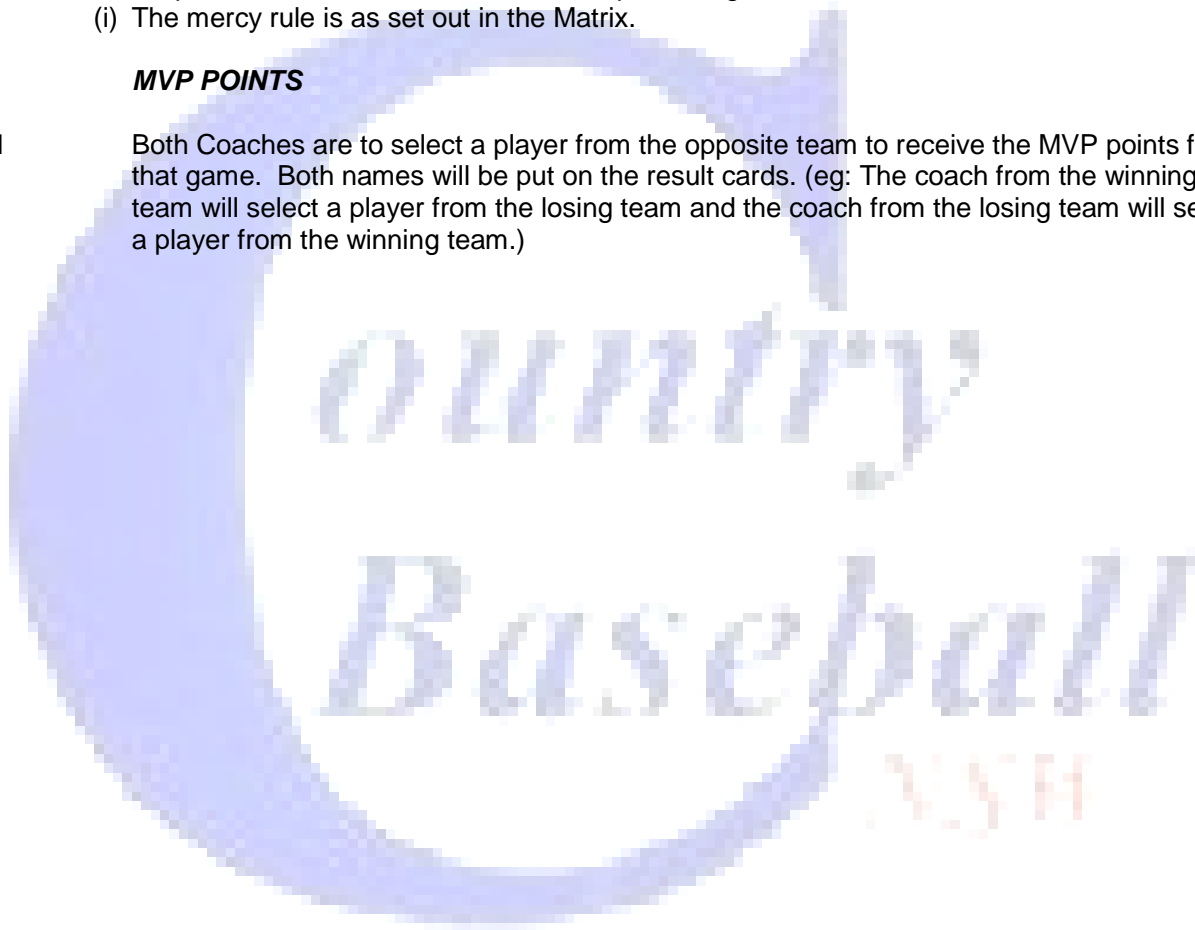 (i) The mercy rule is as set out in the Matrix.
MVP POINTS
Both Coaches are to select a player from the opposite team to receive the MVP points f
that game. Both names will be put on the result cards. (eg: The coach from the winning
team will select a player from the losing team and the coach from the losing team will se
a player from the winning team.)
Country
Baseball
NSW